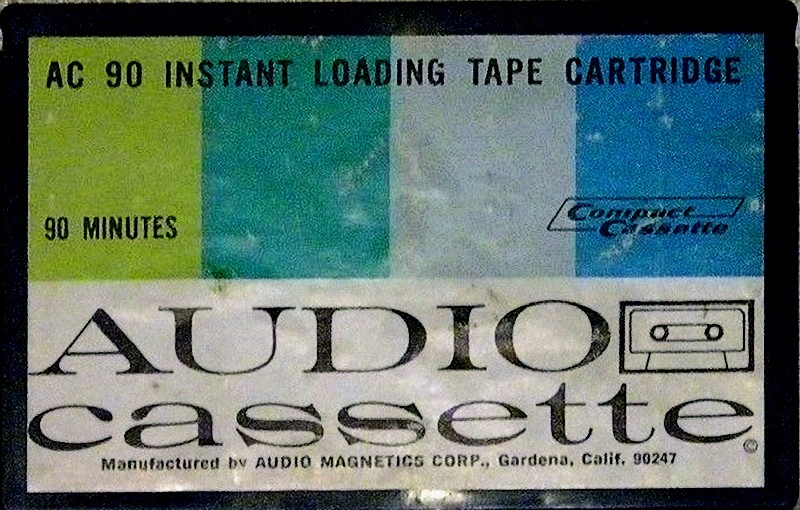 AC 90 INSTANT LOADING TAPE CARTRIDGE
90 MINUTES
Compact
Cassette
AUDIO
cassette
©
Manufactured by AUDIO MAGNETICS CORP., Gardena, Calif. 90247